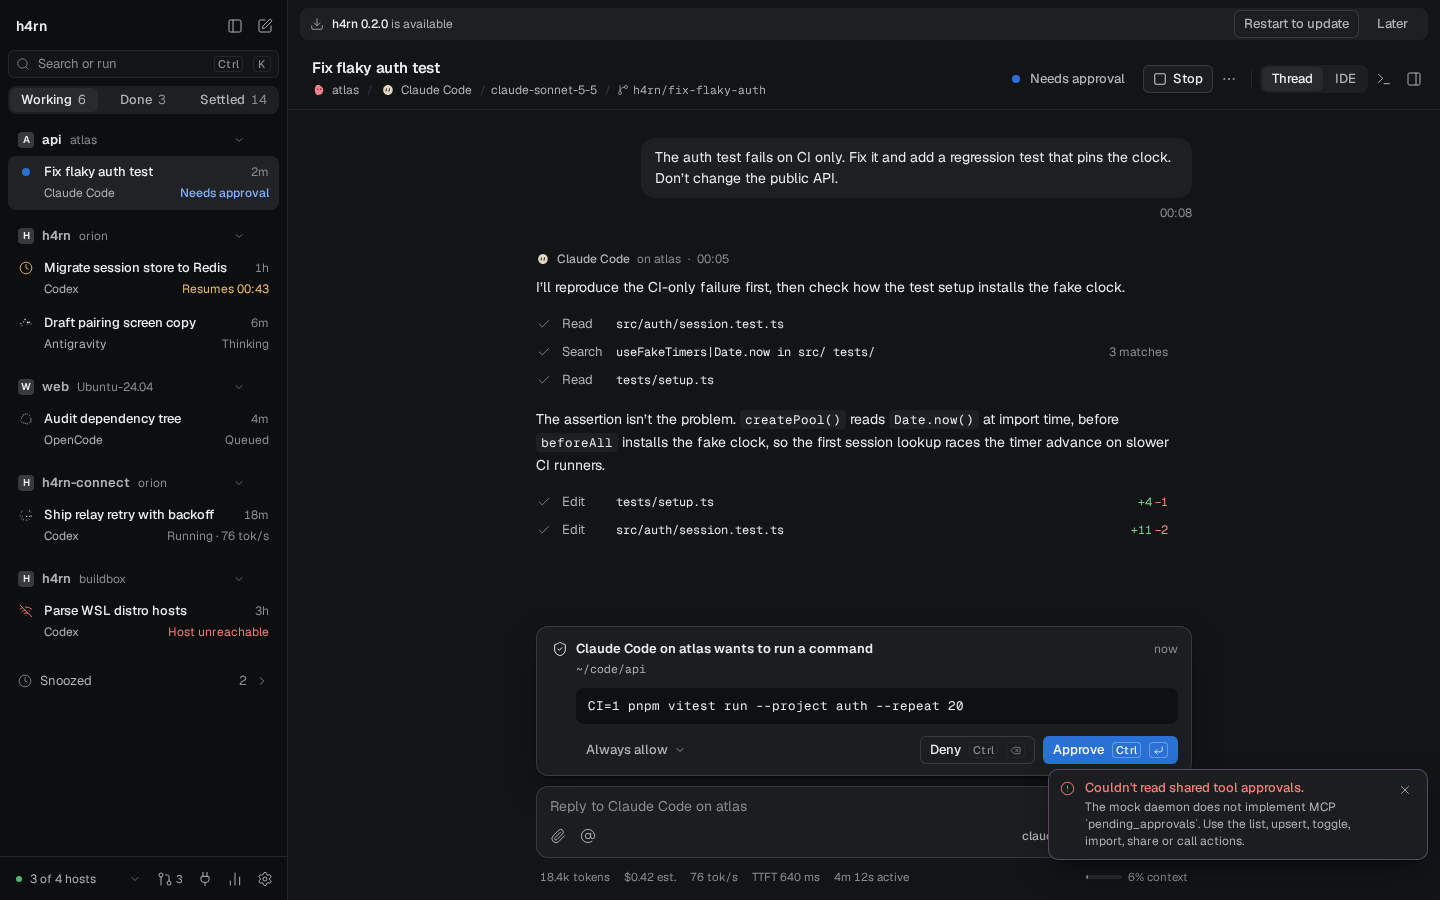 h4rn
Search or run Ctrl K
Working 6 Done 3 Settled 14
A api atlas
Fix flaky auth test 2m
Claude Code Needs approval
H h4rn orion
Migrate session store to Redis 1h
Codex Resumes 00:43
Draft pairing screen copy 6m
Antigravity Thinking
W web Ubuntu-24.04
Audit dependency tree 4m
OpenCode Queued
H h4rn-connect orion
Ship relay retry with backoff 18m
Codex Running · 76 tok/s
H h4rn buildbox
Parse WSL distro hosts 3h
Codex Host unreachable
Snoozed 2
3 of 4 hosts 3
h4rn 0.2.0 is available Restart to update Later
Fix flaky auth test
atlas / Claude Code / claude-sonnet-5-5 / h4rn/fix-flaky-auth
Needs approval Stop ··· Thread IDE
The auth test fails on CI only. Fix it and add a regression test that pins the clock.
Don’t change the public API.
00:08
Claude Code on atlas · 00:05
I’ll reproduce the CI-only failure first, then check how the test setup installs the fake clock.
Read src/auth/session.test.ts
Search useFakeTimers|Date.now in src/ tests/ 3 matches
Read tests/setup.ts
The assertion isn’t the problem. createPool() reads Date.now() at import time, before
beforeAll installs the fake clock, so the first session lookup races the timer advance on slower
CI runners.
Edit tests/setup.ts +4 −1
Edit src/auth/session.test.ts +11 −2
Claude Code on atlas wants to run a command now
~/code/api
CI=1 pnpm vitest run --project auth --repeat 20
Always allow Deny Ctrl Approve Ctrl
Reply to Claude Code on atlas
clau
Couldn't read shared tool approvals.
The mock daemon does not implement MCP
`pending_approvals`. Use the list, upsert, toggle,
import, share or call actions.
18.4k tokens $0.42 est. 76 tok/s TTFT 640 ms 4m 12s active 6% context